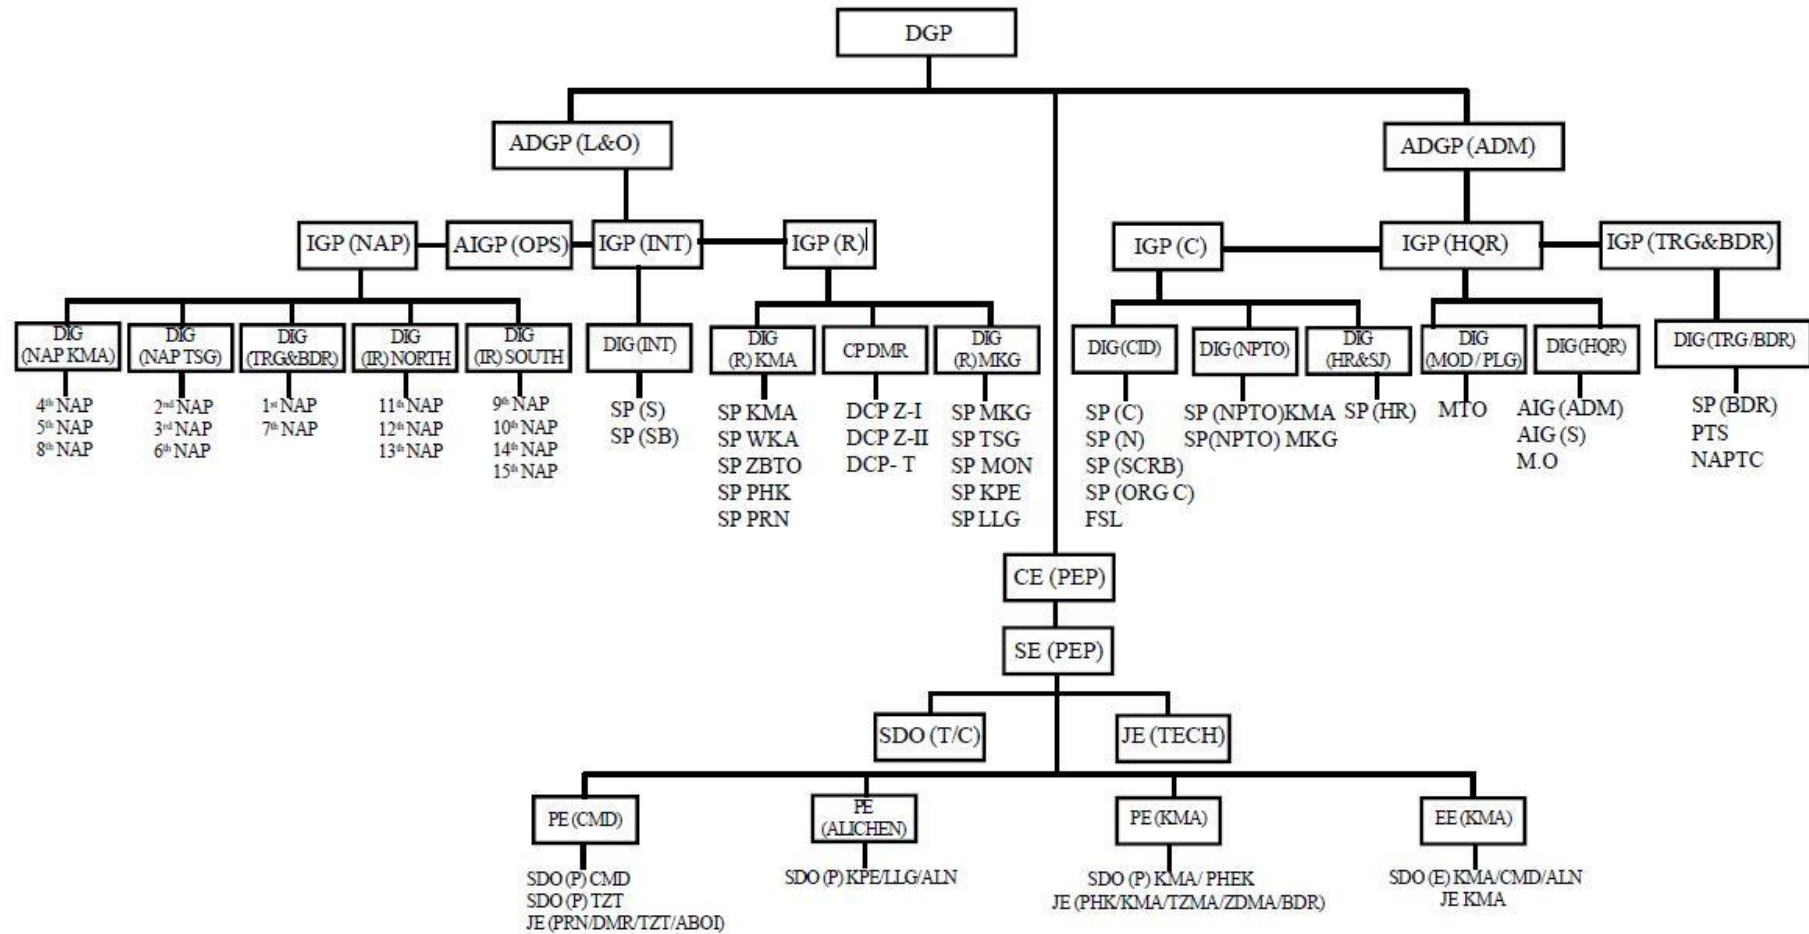 DGP
ADGP (L&O)
ADGP (ADM)
IGP (NAP)
AIGP (OPS)
IGP (INT)
IGP (R)
IGP (C)
IGP (HQR)
IGP (TRG&BDR)
DIG
(NAP KMA)
DIG
(NAP TSG)
DIG
(TRG&BDR)
DIG
(IR) NORTH
DIG
(IR) SOUTH
DIG (INT)
DIG
(R) KMA
CP DMR
DIG
(R) MKG
DIG (CID)
DIG (NPTO)
DIG
(HR&SJ)
DIG
(MOD / PLG)
DIG (HQR)
DIG (TRG /BDR)
4th NAP
5th NAP
8th NAP
2nd NAP
3rd NAP
6th NAP
1st NAP
7th NAP
11th NAP
12th NAP
13th NAP
9th NAP
10th NAP
14th NAP
15th NAP
SP (S)
SP (SB)
SP KMA
SP WKA
SP ZBTO
SP PHK
SP PRN
DCP Z-I
DCP Z-II
DCP- T
SP MKG
SP TSG
SP MON
SP KPE
SP LLG
SP (C)
SP (N)
SP (SCRB)
SP (ORG C)
FSL
SP (NPTO)KMA
SP(NPTO) MKG
SP (HR)
MTO
AIG (ADM)
AIG (S)
M.O
SP (BDR)
PTS
NAPTC
CE (PEP)
SE (PEP)
SDO (T/C)
JE (TECH)
PE (CMD)
PE
(ALICHEN)
PE (KMA)
EE (KMA)
SDO (P) CMD
SDO (P) TZT
JE (PRN/DMR/TZT/ABOI)
SDO (P) KPE/LLG/ALN
SDO (P) KMA/ PHEK
JE (PHK/KMA/TZMA/ZDMA/BDR)
SDO (E) KMA/CMD/ALN
JE KMA